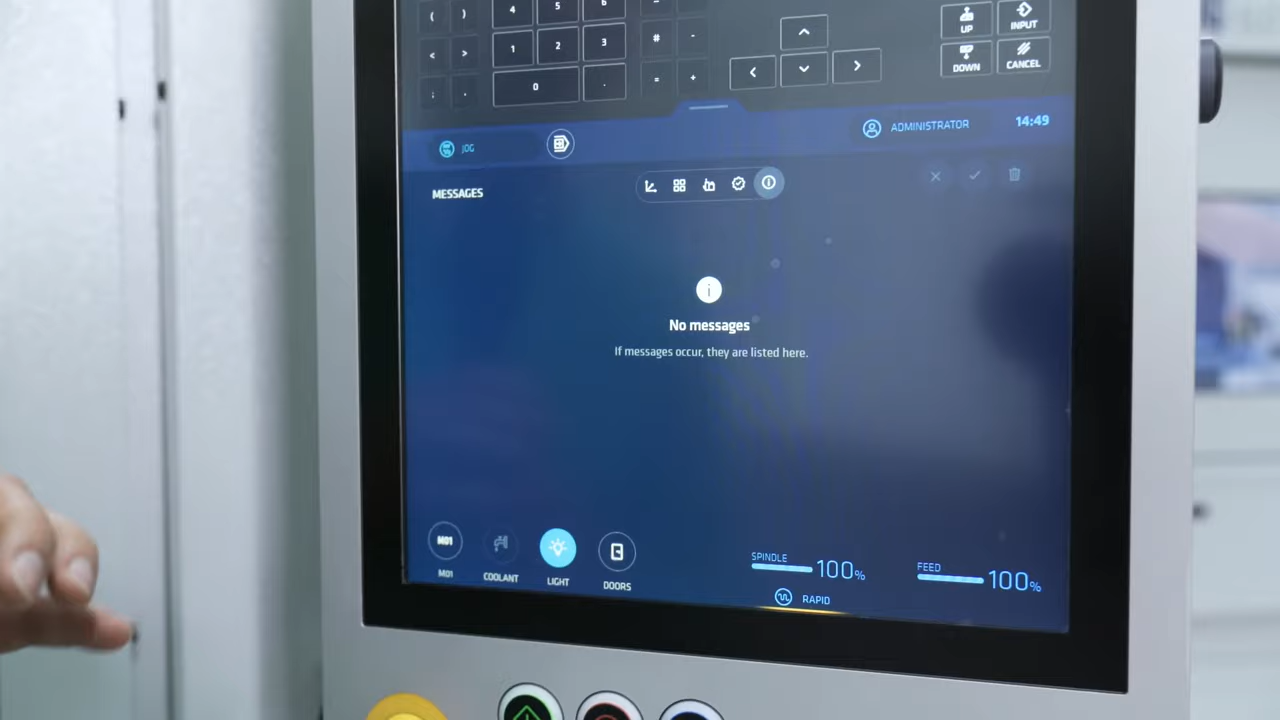 ( ) 4 5 6 -
< > 1 2 3 # -
; . 0 . = +
UP INPUT
DOWN CANCEL
JOG ADMINISTRATOR 14:49
MESSAGES
No messages
If messages occur, they are listed here.
M01
M01 COOLANT LIGHT DOORS
SPINDLE 100% FEED 100%
RAPID